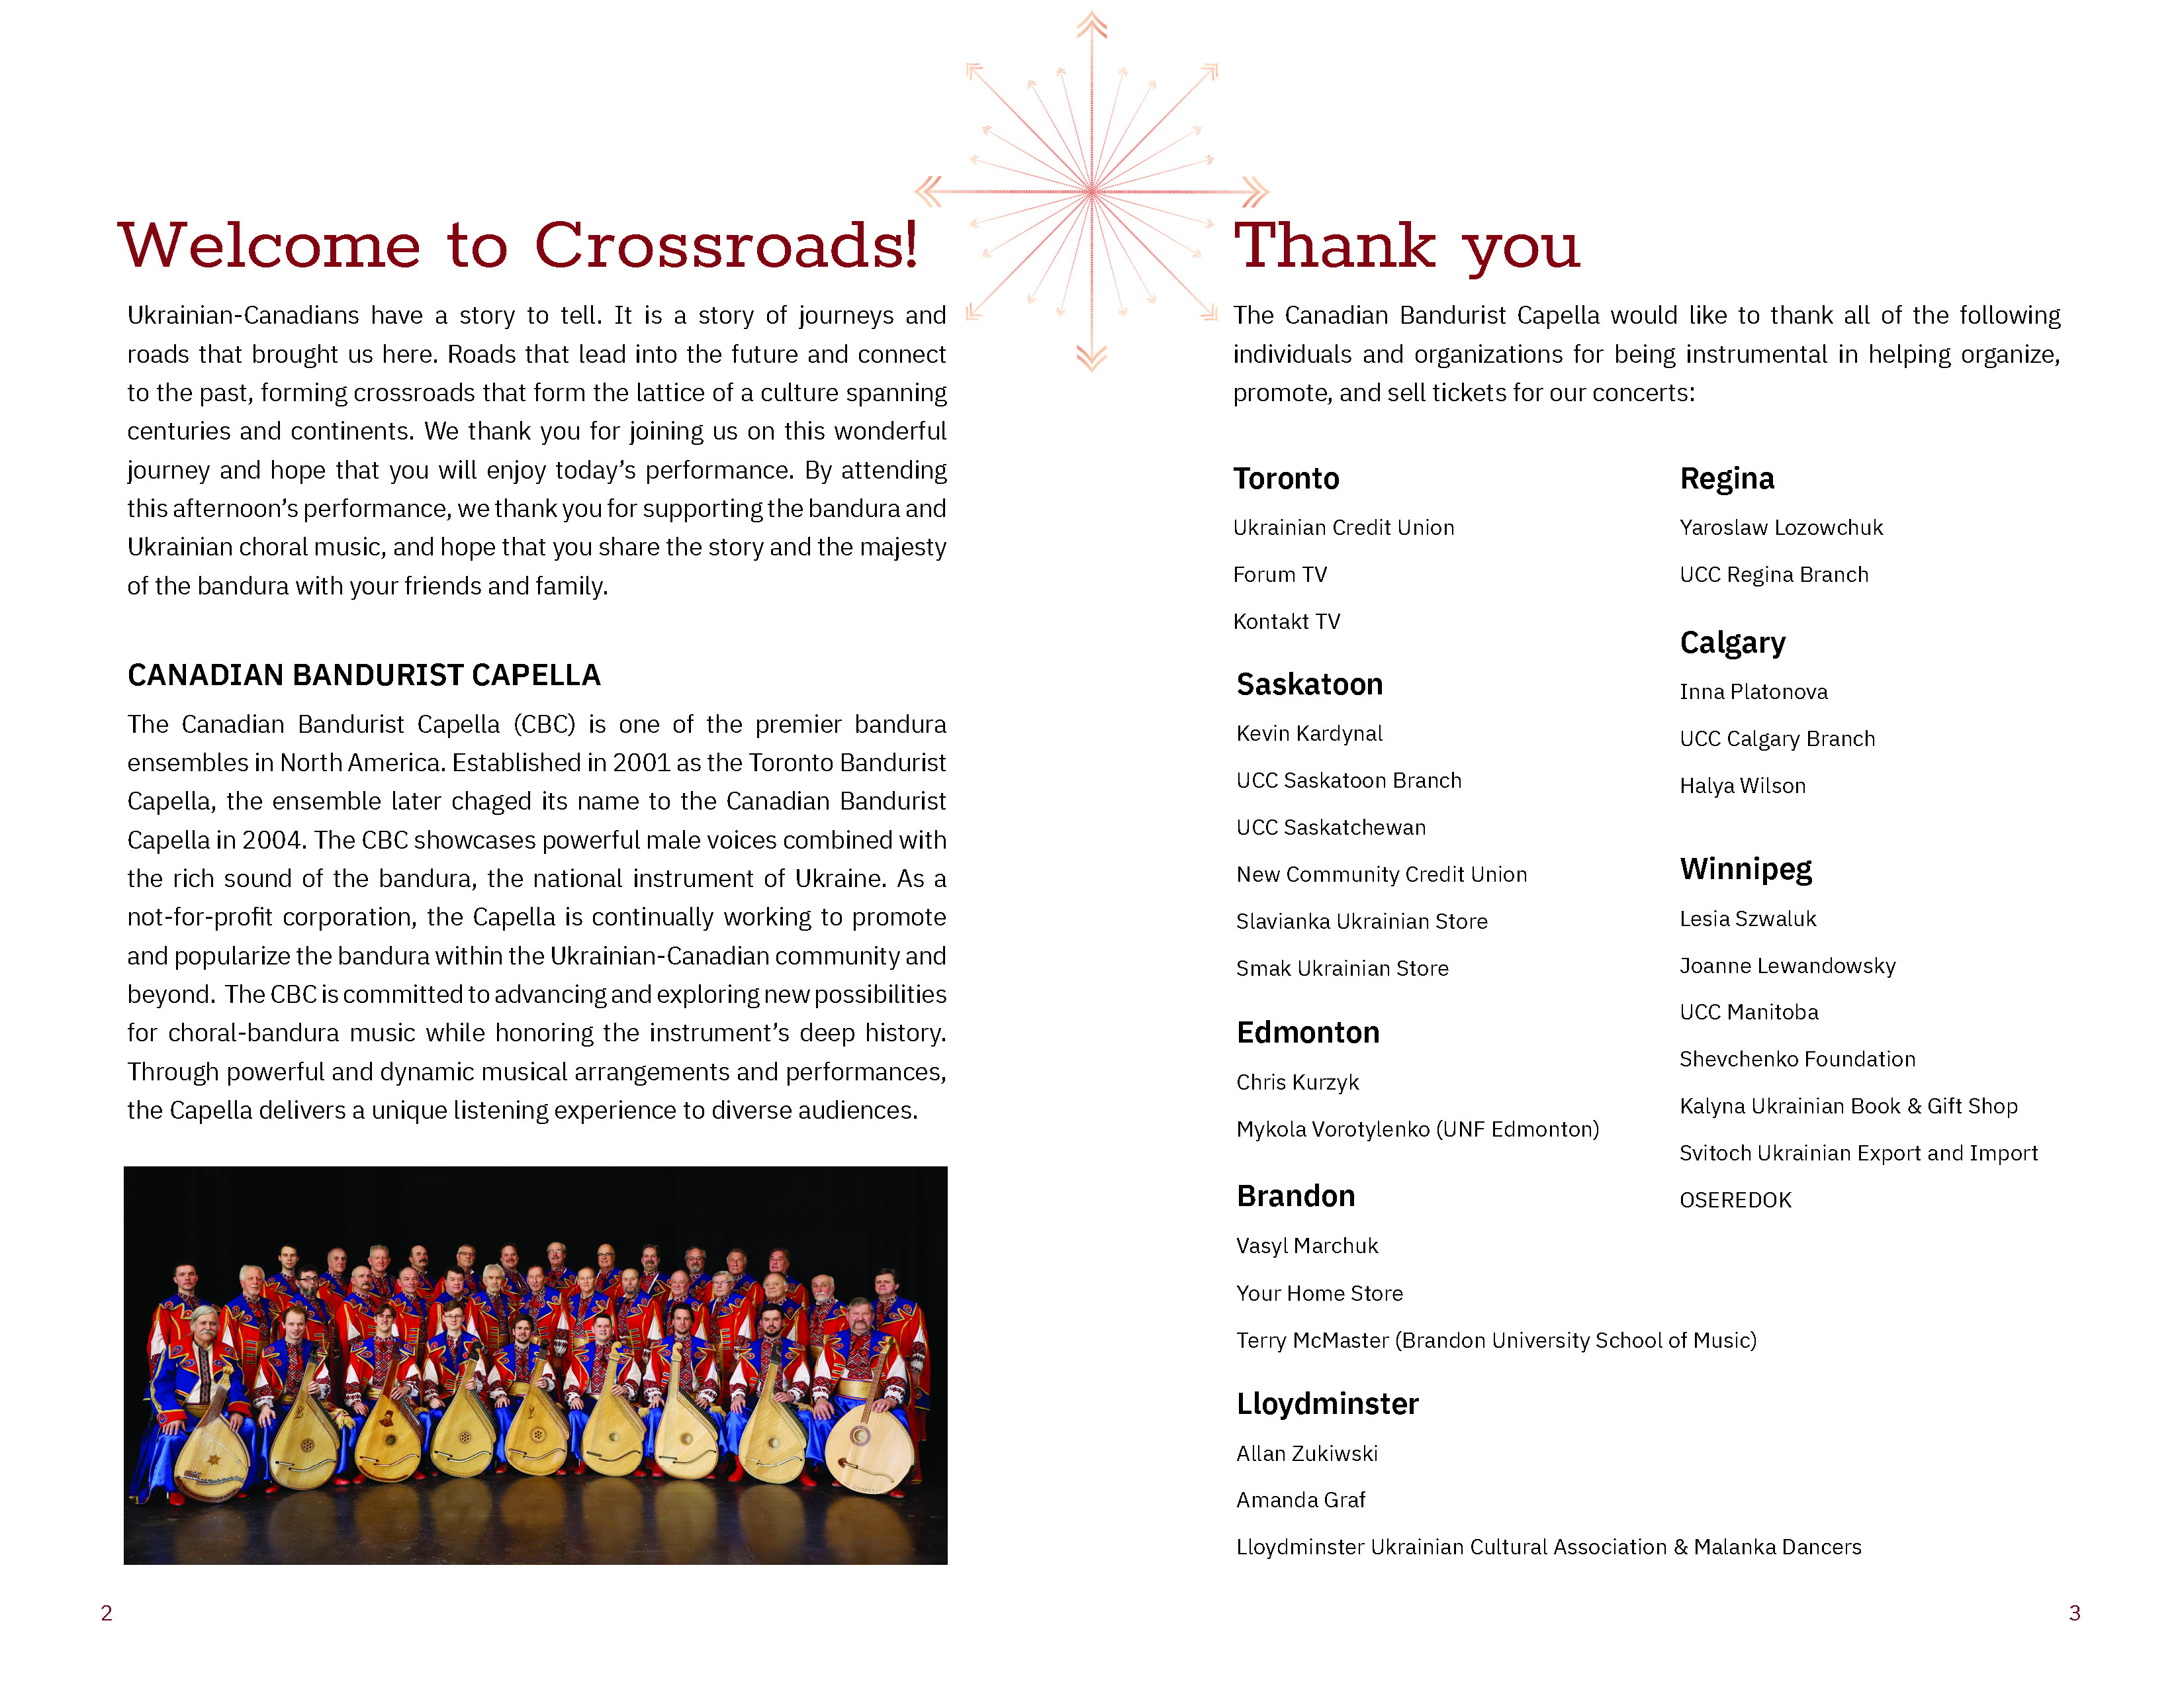 Welcome to Crossroads!
Ukrainian-Canadians have a story to tell. It is a story of journeys and
roads that brought us here. Roads that lead into the future and connect
to the past, forming crossroads that form the lattice of a culture spanning
centuries and continents. We thank you for joining us on this wonderful
journey and hope that you will enjoy today’s performance. By attending
this afternoon’s performance, we thank you for supporting the bandura and
Ukrainian choral music, and hope that you share the story and the majesty
of the bandura with your friends and family.
CANADIAN BANDURIST CAPELLA
The Canadian Bandurist Capella (CBC) is one of the premier bandura
ensembles in North America. Established in 2001 as the Toronto Bandurist
Capella, the ensemble later chaged its name to the Canadian Bandurist
Capella in 2004. The CBC showcases powerful male voices combined with
the rich sound of the bandura, the national instrument of Ukraine. As a
not-for-profit corporation, the Capella is continually working to promote
and popularize the bandura within the Ukrainian-Canadian community and
beyond. The CBC is committed to advancing and exploring new possibilities
for choral-bandura music while honoring the instrument’s deep history.
Through powerful and dynamic musical arrangements and performances,
the Capella delivers a unique listening experience to diverse audiences.
2
Thank you
The Canadian Bandurist Capella would like to thank all of the following
individuals and organizations for being instrumental in helping organize,
promote, and sell tickets for our concerts:
Toronto
Ukrainian Credit Union
Forum TV
Kontakt TV
Saskatoon
Kevin Kardynal
UCC Saskatoon Branch
UCC Saskatchewan
New Community Credit Union
Slavianka Ukrainian Store
Smak Ukrainian Store
Edmonton
Chris Kurzyk
Mykola Vorotylenko (UNF Edmonton)
Brandon
Vasyl Marchuk
Your Home Store
Terry McMaster (Brandon University School of Music)
Lloydminster
Allan Zukiwski
Amanda Graf
Lloydminster Ukrainian Cultural Association & Malanka Dancers
Regina
Yaroslaw Lozowchuk
UCC Regina Branch
Calgary
Inna Platonova
UCC Calgary Branch
Halya Wilson
Winnipeg
Lesia Szwaluk
Joanne Lewandowsky
UCC Manitoba
Shevchenko Foundation
Kalyna Ukrainian Book & Gift Shop
Svitoch Ukrainian Export and Import
OSEREDOK
3